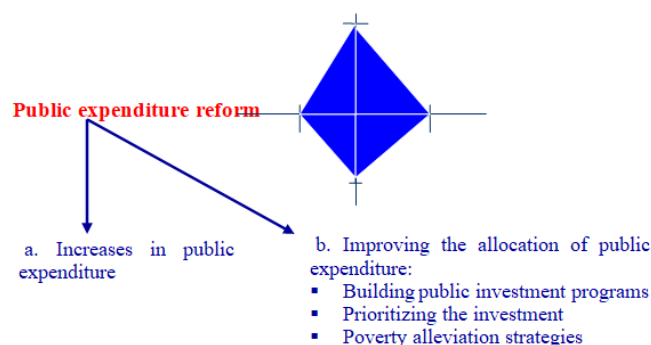 Public expenditure reform
a. Increases in public
expenditure
b. Improving the allocation of public
expenditure:
▪ Building public investment programs
▪ Prioritizing the investment
▪ Poverty alleviation strategies